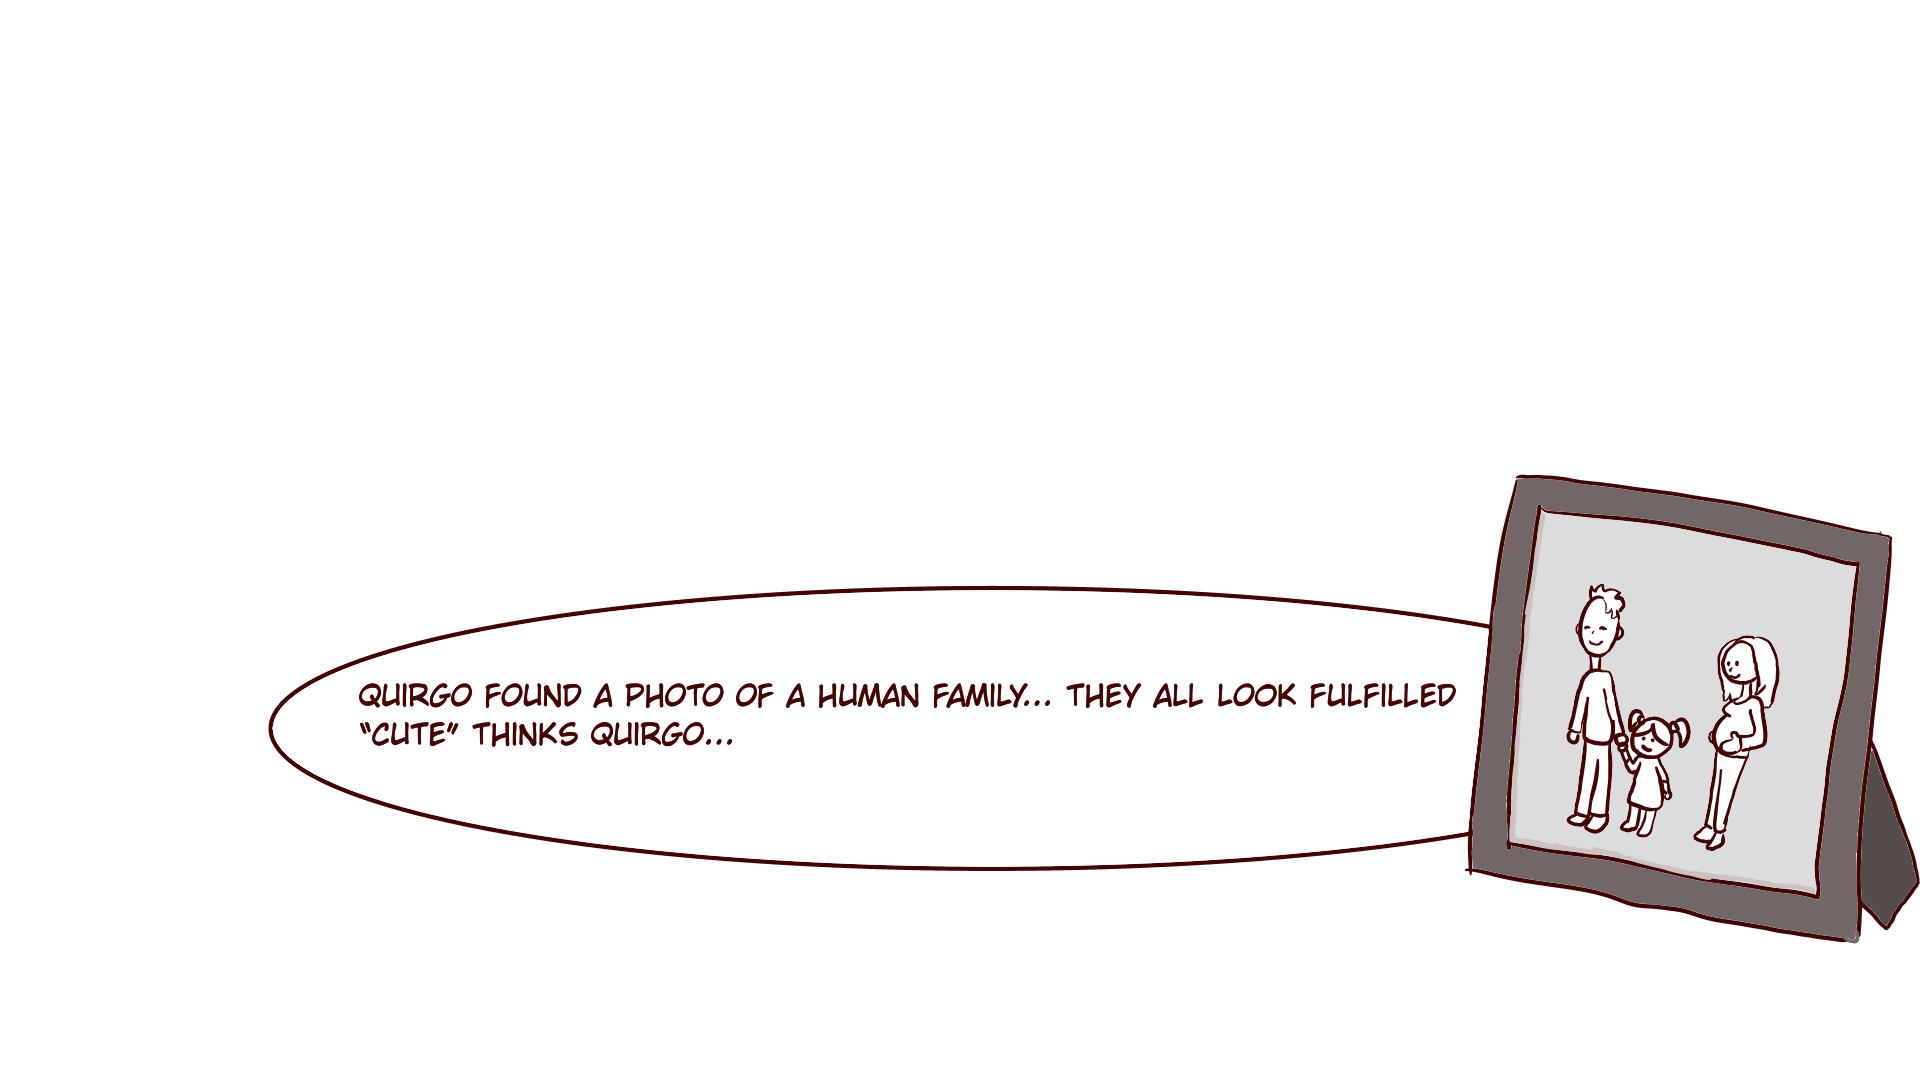 QUIRGO FOUND A PHOTO OF A HUMAN FAMILY... THEY ALL LOOK FULFILLED
“CUTE” THINKS QUIRGO...